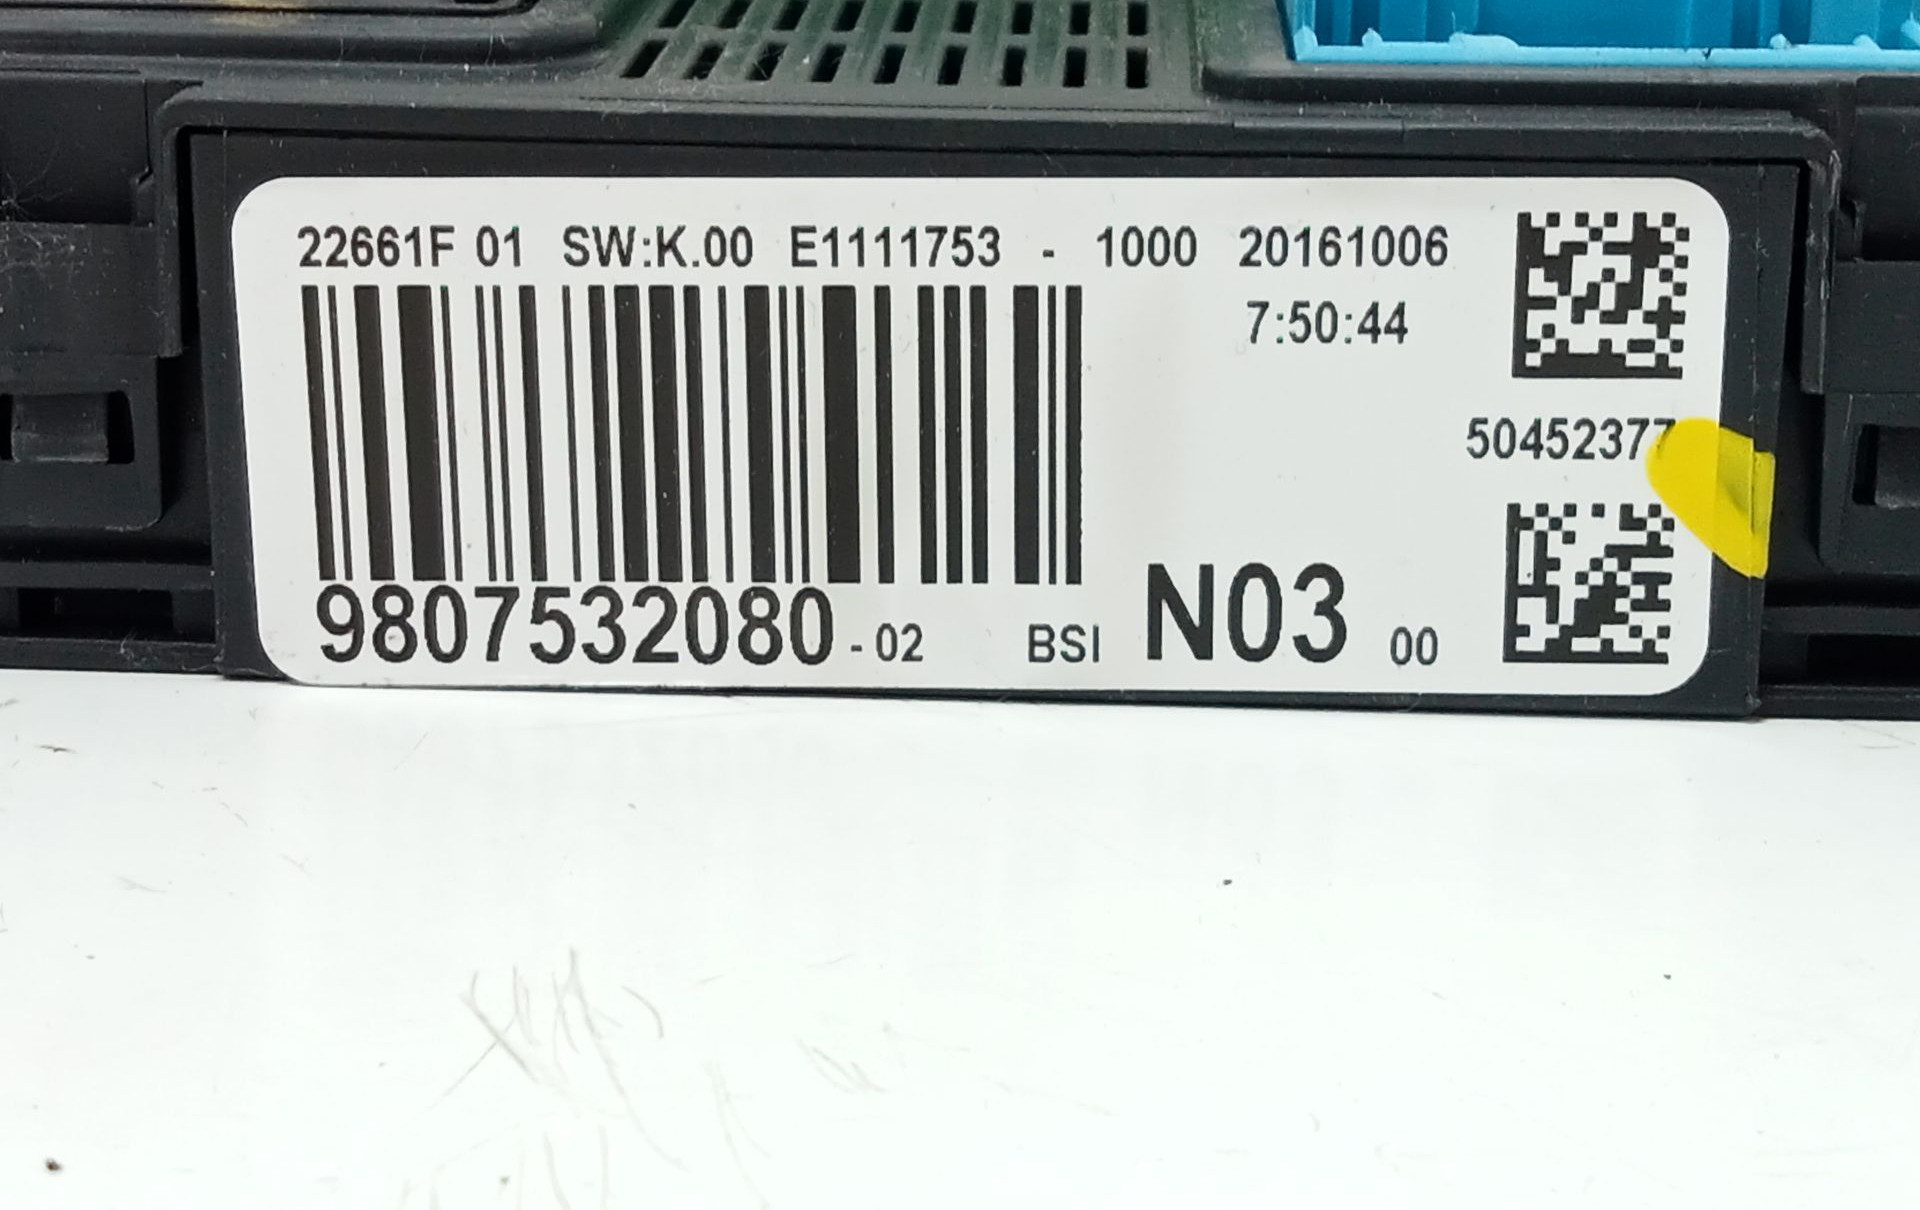 22661F 01 SW:K.00 E1111753 - 1000 20161006
7:50:44
50452377
9807532080 - 02 BSI N03 00